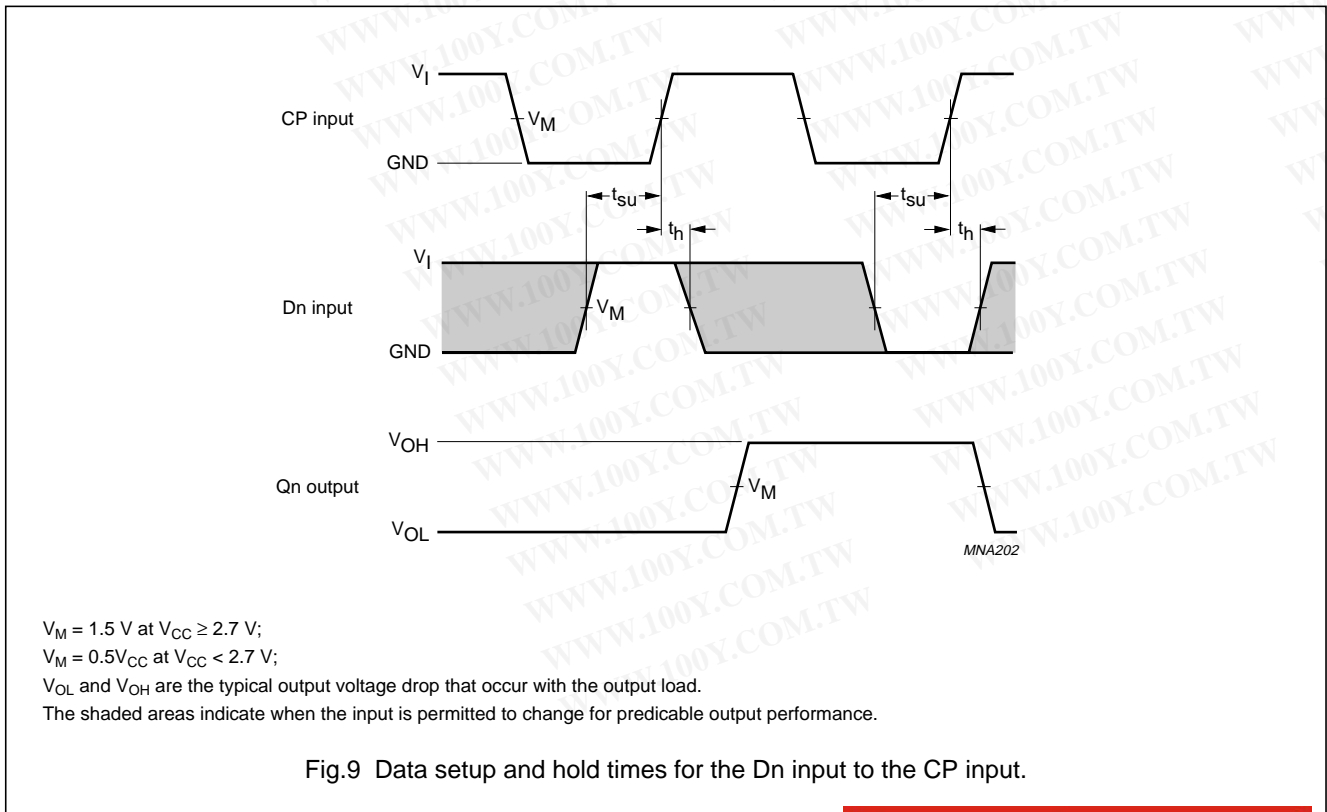 V_I
CP input
V_M
GND
t_su
t_su
t_h
t_h
V_I
Dn input
V_M
GND
V_OH
Qn output
V_M
V_OL
MNA202
V_M = 1.5 V at V_CC ≥ 2.7 V;
V_M = 0.5V_CC at V_CC < 2.7 V;
V_OL and V_OH are the typical output voltage drop that occur with the output load.
The shaded areas indicate when the input is permitted to change for predicable output performance.
Fig.9 Data setup and hold times for the Dn input to the CP input.
WWW.100Y.COM.TW